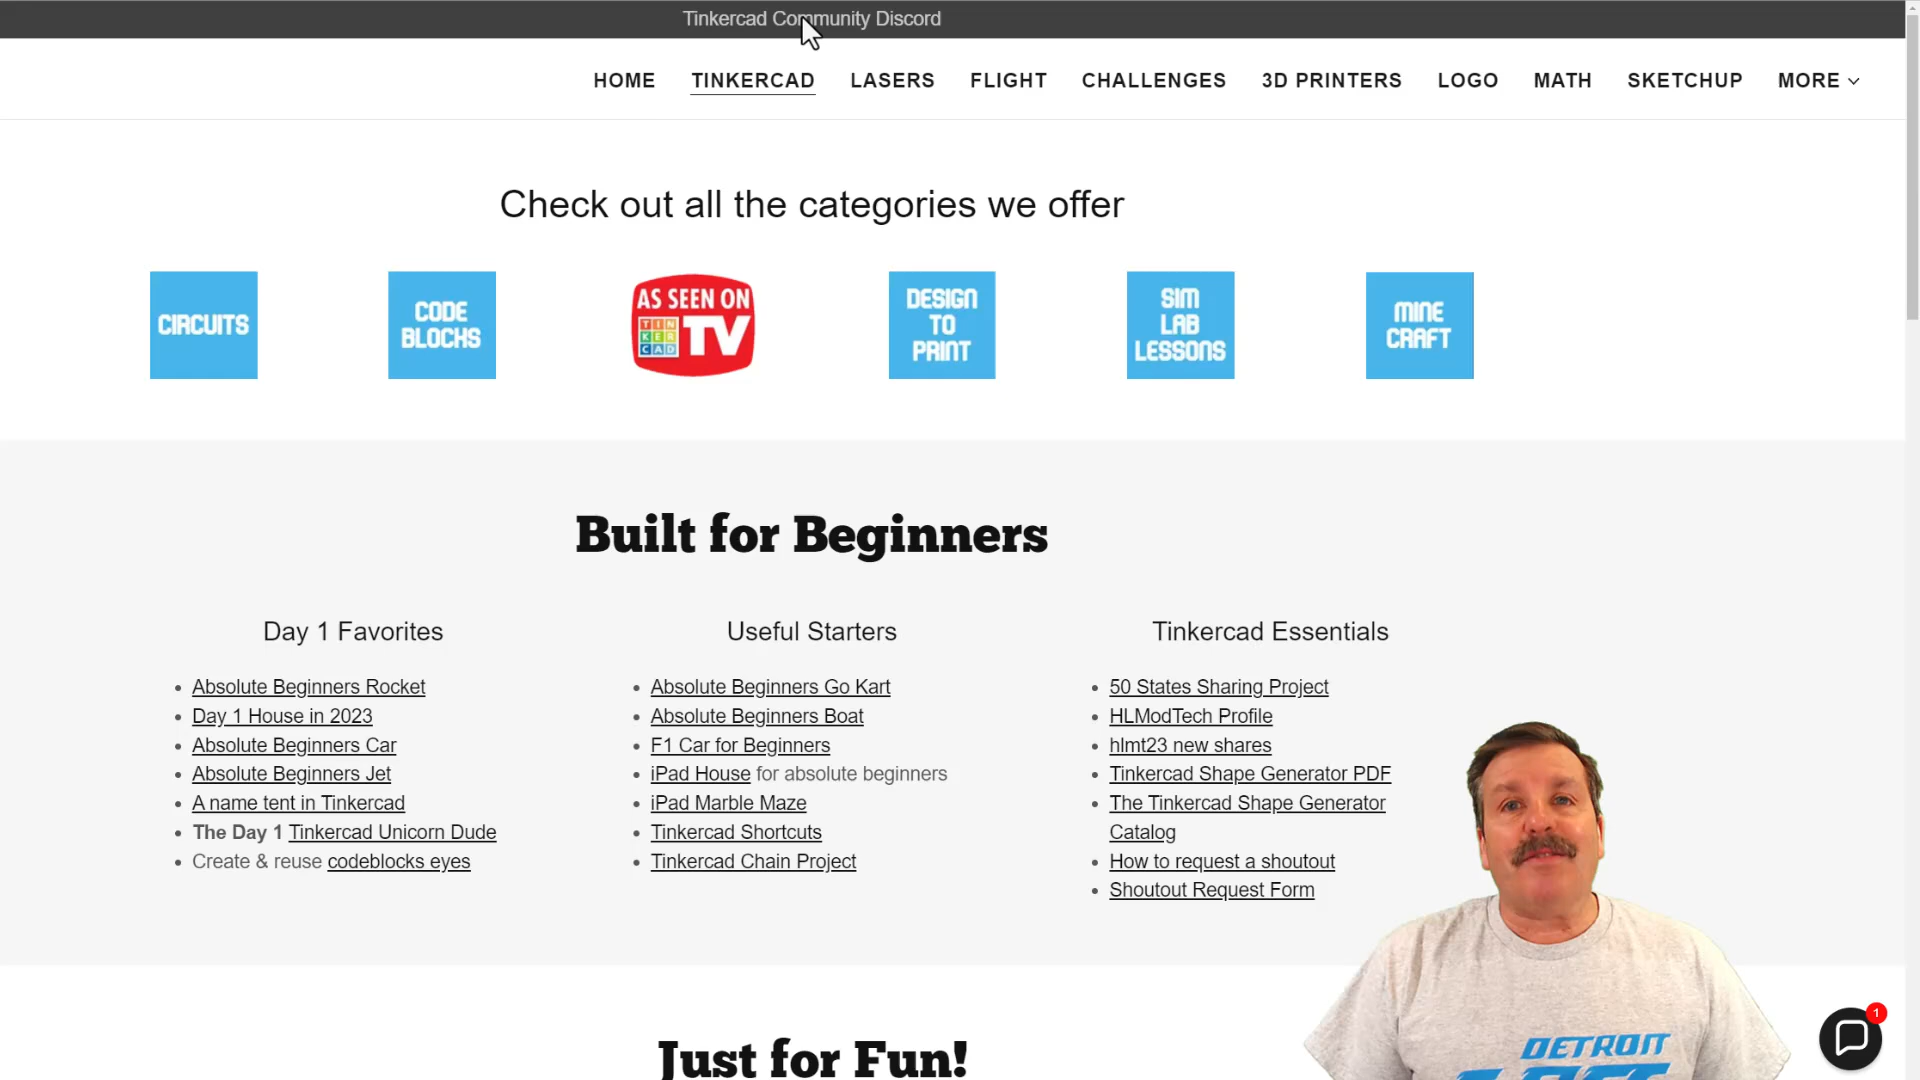 Tinkercad Community Discord
HOME TINKERCAD LASERS FLIGHT CHALLENGES 3D PRINTERS LOGO MATH SKETCHUP MORE
Check out all the categories we offer
CIRCUITS
CODE
BLOCKS
AS SEEN ON
TIN
KER
CAD
TV
DESIGN
TO
PRINT
SIM
LAB
LESSONS
MINE
CRAFT
Built for Beginners
Day 1 Favorites
Absolute Beginners Rocket
Day 1 House in 2023
Absolute Beginners Car
Absolute Beginners Jet
A name tent in Tinkercad
The Day 1 Tinkercad Unicorn Dude
Create & reuse codeblocks eyes
Useful Starters
Absolute Beginners Go Kart
Absolute Beginners Boat
F1 Car for Beginners
iPad House for absolute beginners
iPad Marble Maze
Tinkercad Shortcuts
Tinkercad Chain Project
Tinkercad Essentials
50 States Sharing Project
HLModTech Profile
hlmt23 new shares
Tinkercad Shape Generator PDF
The Tinkercad Shape Generator
Catalog
How to request a shoutout
Shoutout Request Form
Just for Fun!
DETROIT
1